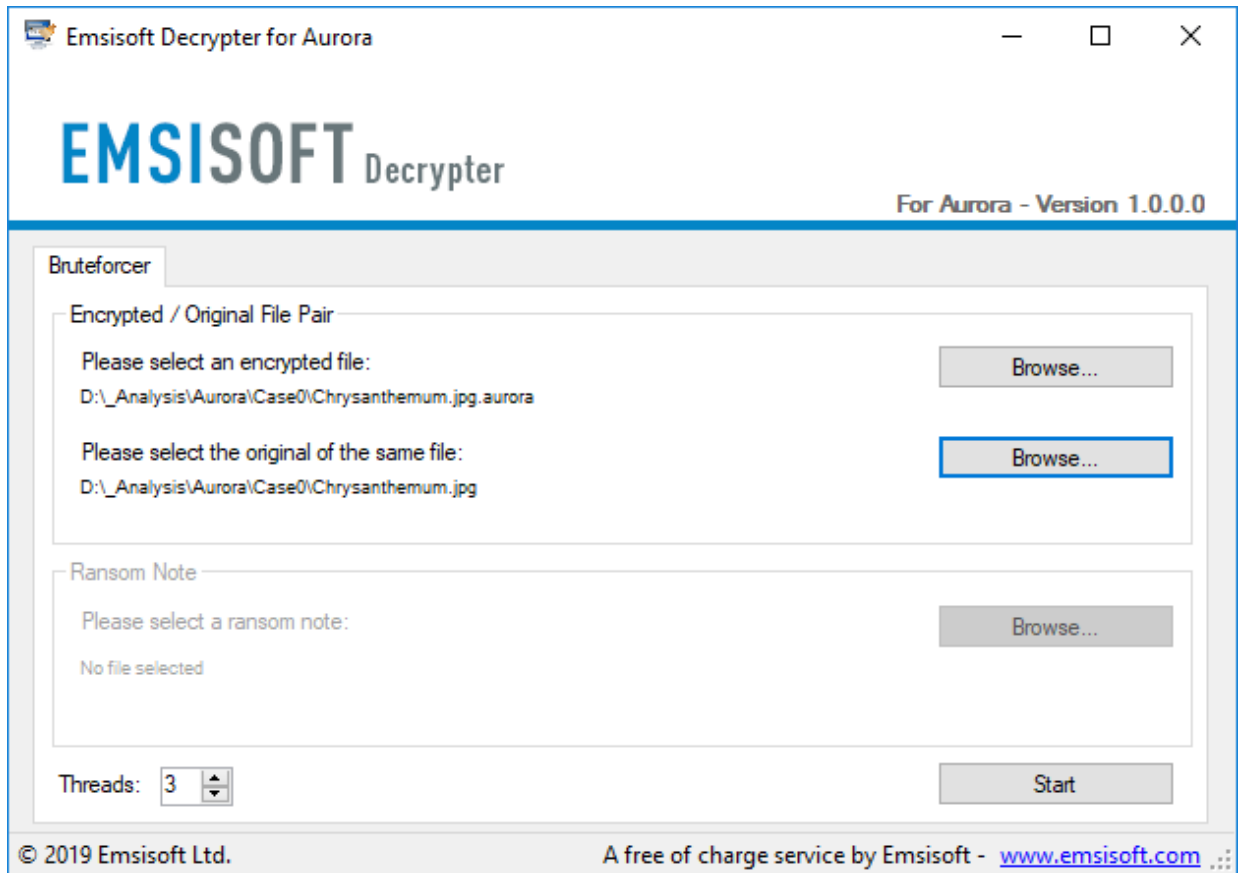 Emsisoft Decrypter for Aurora
EMSISOFT Decrypter
For Aurora - Version 1.0.0.0
Bruteforcer
Encrypted / Original File Pair
Please select an encrypted file:
Browse...
D:\_Analysis\Aurora\Case0\Chrysanthemum.jpg.aurora
Please select the original of the same file:
Browse...
D:\_Analysis\Aurora\Case0\Chrysanthemum.jpg
Ransom Note
Please select a ransom note:
Browse...
No file selected
Threads: 3
Start
© 2019 Emsisoft Ltd.
A free of charge service by Emsisoft - www.emsisoft.com